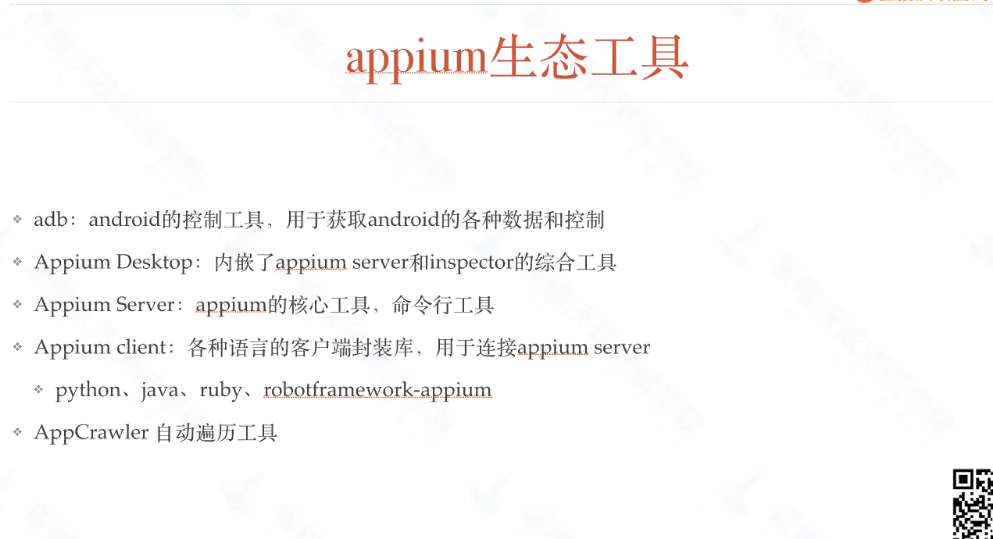 appium生态工具
adb：android的控制工具，用于获取android的各种数据和控制
Appium Desktop：内嵌了appium server和inspector的综合工具
Appium Server：appium的核心工具，命令行工具
Appium client：各种语言的客户端封装库，用于连接appium server
python、java、ruby、robotframework-appium
AppCrawler 自动遍历工具